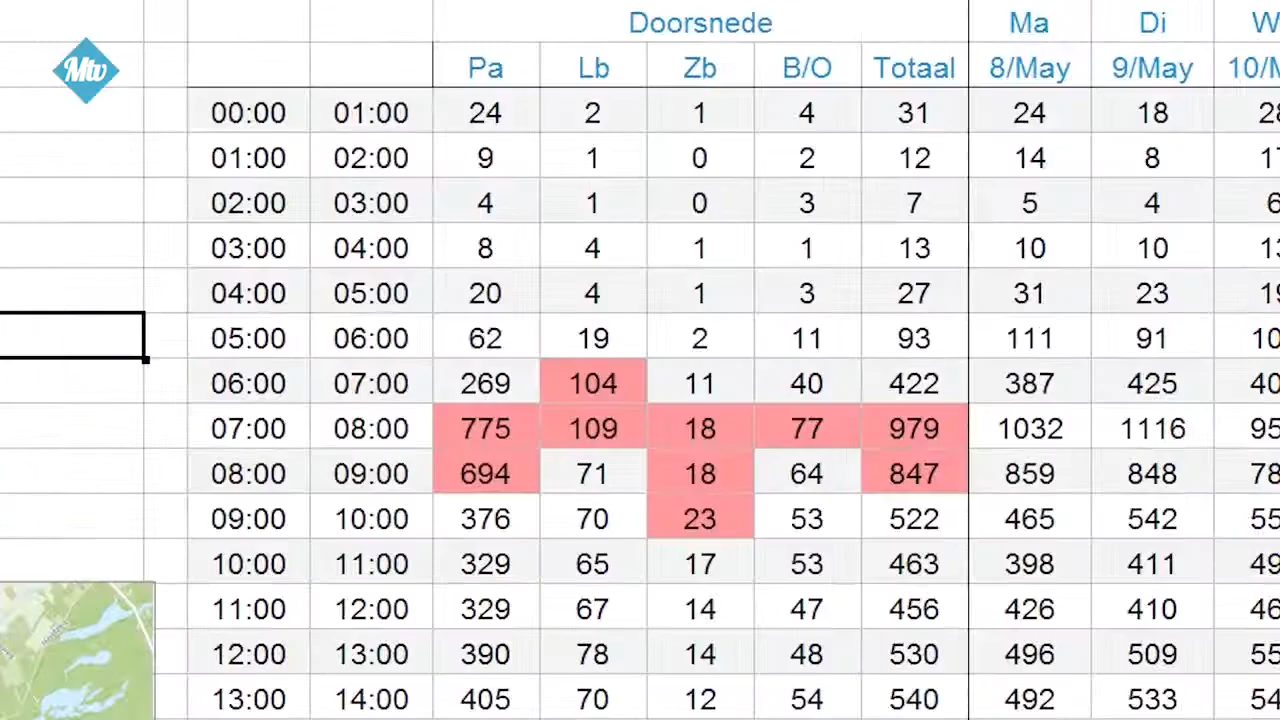 Mtv
Doorsnede Ma Di
Pa Lb Zb B/O Totaal 8/May 9/May
00:00 01:00 24 2 1 4 31 24 18
01:00 02:00 9 1 0 2 12 14 8
02:00 03:00 4 1 0 3 7 5 4
03:00 04:00 8 4 1 1 13 10 10
04:00 05:00 20 4 1 3 27 31 23
05:00 06:00 62 19 2 11 93 111 91
06:00 07:00 269 104 11 40 422 387 425
07:00 08:00 775 109 18 77 979 1032 1116
08:00 09:00 694 71 18 64 847 859 848
09:00 10:00 376 70 23 53 522 465 542
10:00 11:00 329 65 17 53 463 398 411
11:00 12:00 329 67 14 47 456 426 410
12:00 13:00 390 78 14 48 530 496 509
13:00 14:00 405 70 12 54 540 492 533